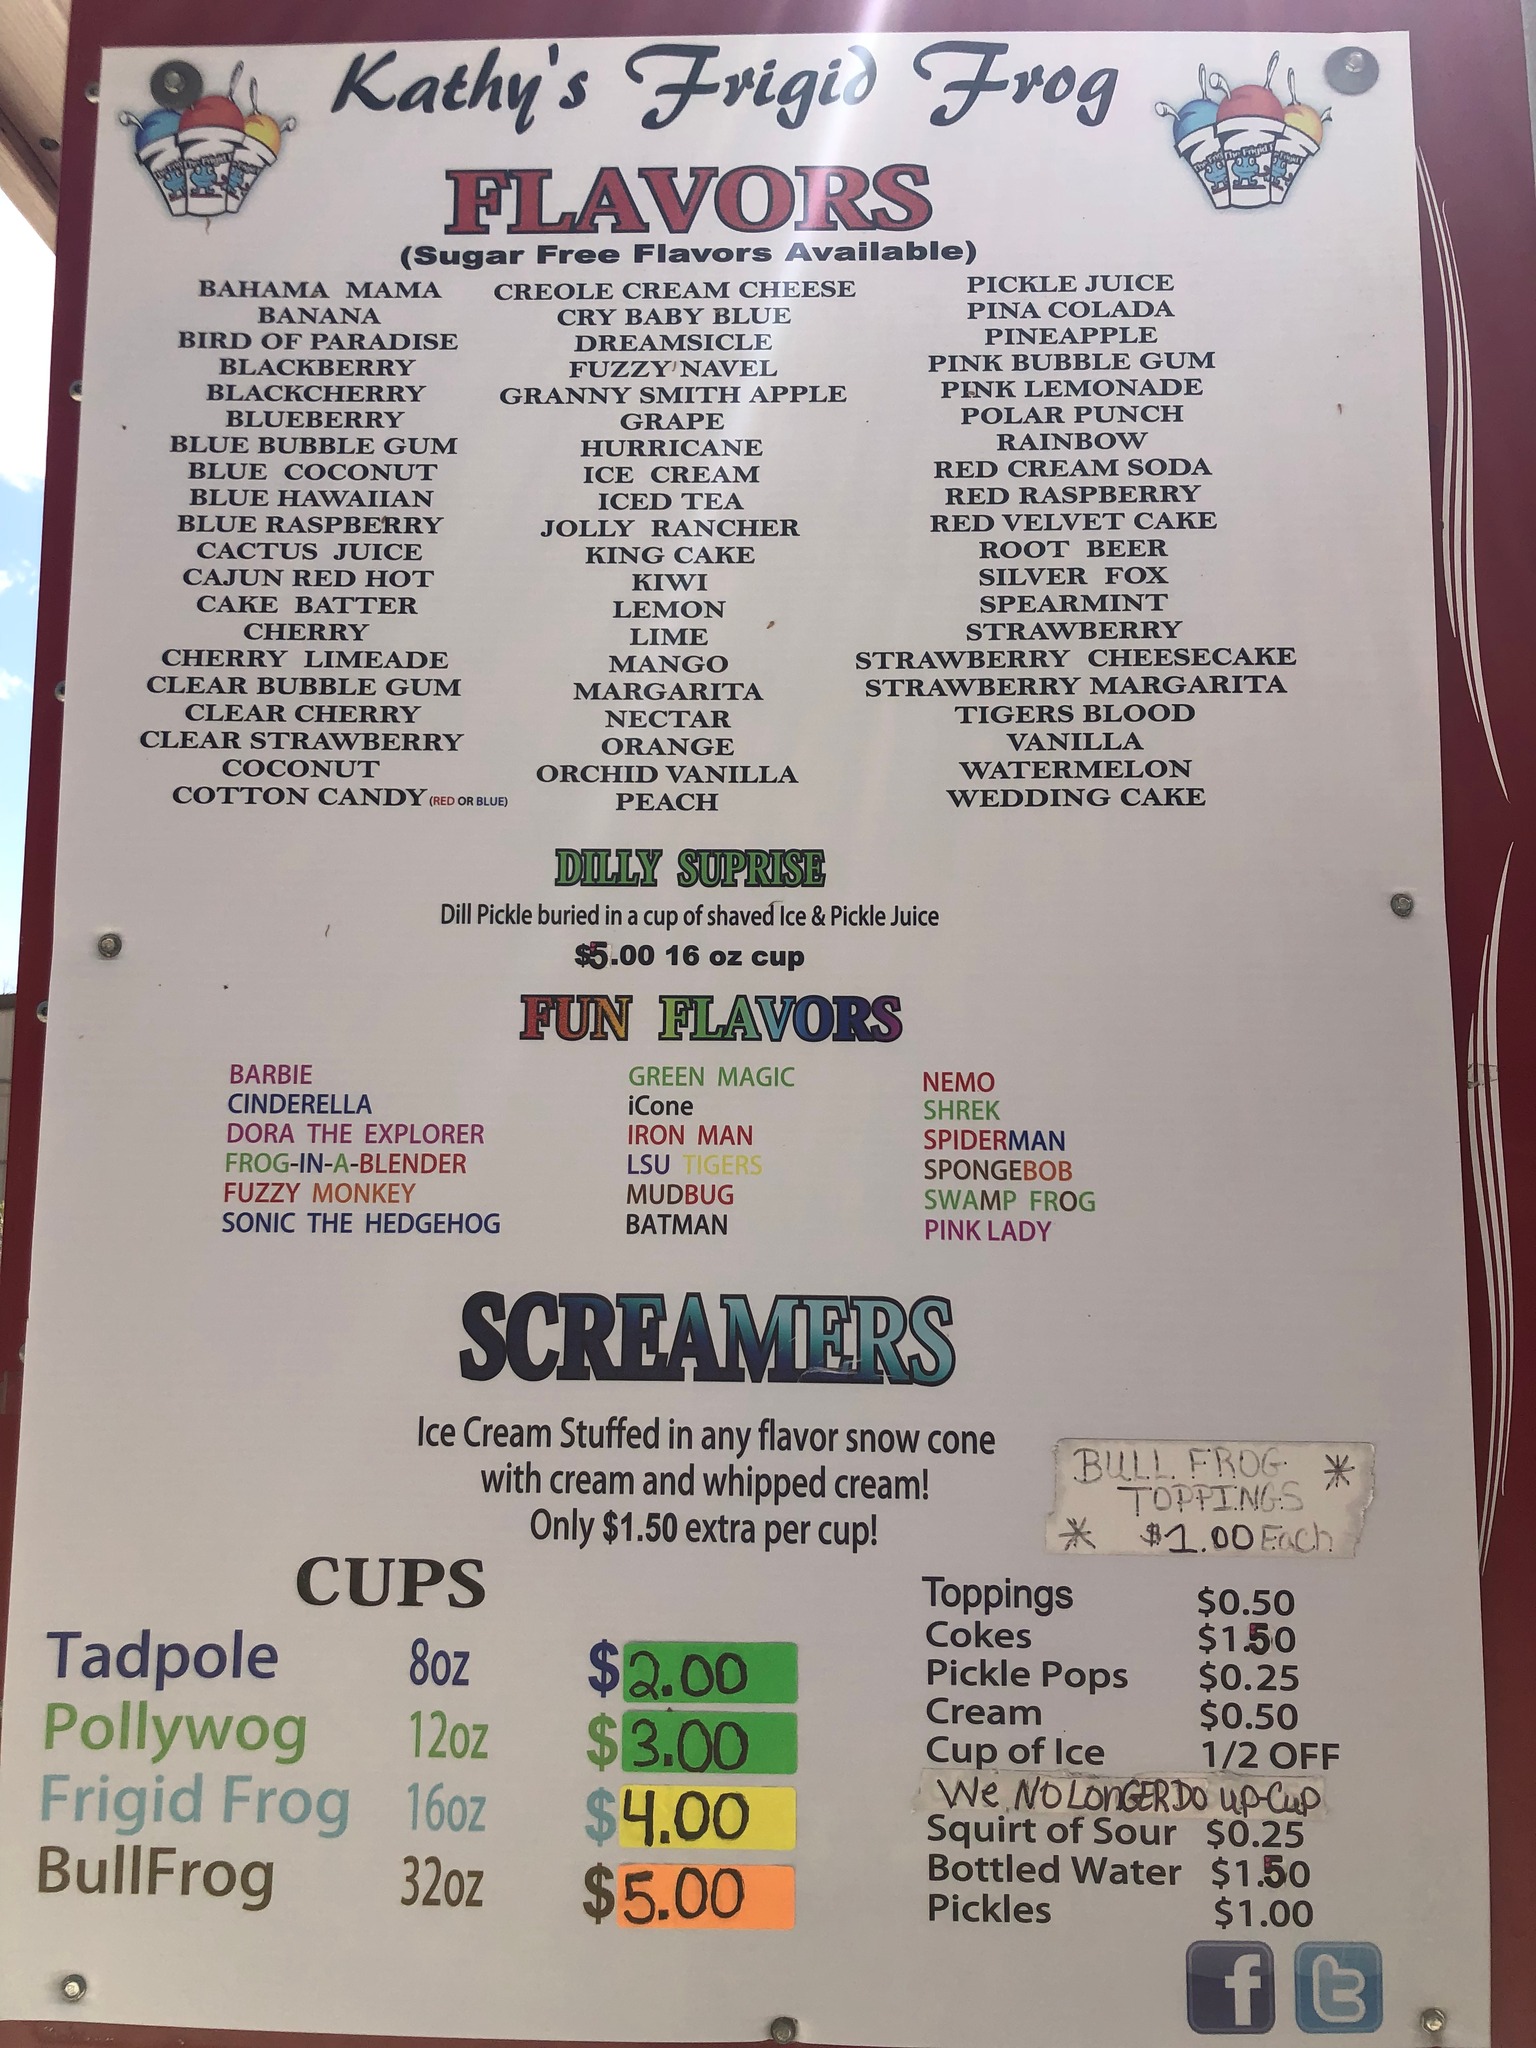 Kathy's Frigid Frog
FLAVORS
(Sugar Free Flavors Available)
BAHAMA MAMA
BANANA
BIRD OF PARADISE
BLACKBERRY
BLACKCHERRY
BLUEBERRY
BLUE BUBBLE GUM
BLUE COCONUT
BLUE HAWAIIAN
BLUE RASPBERRY
CACTUS JUICE
CAJUN RED HOT
CAKE BATTER
CHERRY
CHERRY LIMEADE
CLEAR BUBBLE GUM
CLEAR CHERRY
CLEAR STRAWBERRY
COCONUT
COTTON CANDY (RED OR BLUE)
CREOLE CREAM CHEESE
CRY BABY BLUE
DREAMSICLE
FUZZY NAVEL
GRANNY SMITH APPLE
GRAPE
HURRICANE
ICE CREAM
ICED TEA
JOLLY RANCHER
KING CAKE
KIWI
LEMON
LIME
MANGO
MARGARITA
NECTAR
ORANGE
ORCHID VANILLA
PEACH
PICKLE JUICE
PINA COLADA
PINEAPPLE
PINK BUBBLE GUM
PINK LEMONADE
POLAR PUNCH
RAINBOW
RED CREAM SODA
RED RASPBERRY
RED VELVET CAKE
ROOT BEER
SILVER FOX
SPEARMINT
STRAWBERRY
STRAWBERRY CHEESECAKE
STRAWBERRY MARGARITA
TIGERS BLOOD
VANILLA
WATERMELON
WEDDING CAKE
DILLY SUPRISE
Dill Pickle buried in a cup of shaved Ice & Pickle Juice
$5.00 16 oz cup
FUN FLAVORS
BARBIE
CINDERELLA
DORA THE EXPLORER
FROG-IN-A-BLENDER
FUZZY MONKEY
SONIC THE HEDGEHOG
GREEN MAGIC
iCone
IRON MAN
LSU TIGERS
MUDBUG
BATMAN
NEMO
SHREK
SPIDERMAN
SPONGEBOB
SWAMP FROG
PINK LADY
SCREAMERS
Ice Cream Stuffed in any flavor snow cone
with cream and whipped cream!
Only $1.50 extra per cup!
BULL FROG *
TOPPINGS
* $1.00 Each
CUPS
Tadpole 8oz $2.00
Pollywog 12oz $3.00
Frigid Frog 16oz $4.00
BullFrog 32oz $5.00
Toppings $0.50
Cokes $1.50
Pickle Pops $0.25
Cream $0.50
Cup of Ice 1/2 OFF
We NO LONGER DO UP-CUP
Squirt of Sour $0.25
Bottled Water $1.50
Pickles $1.00
f t